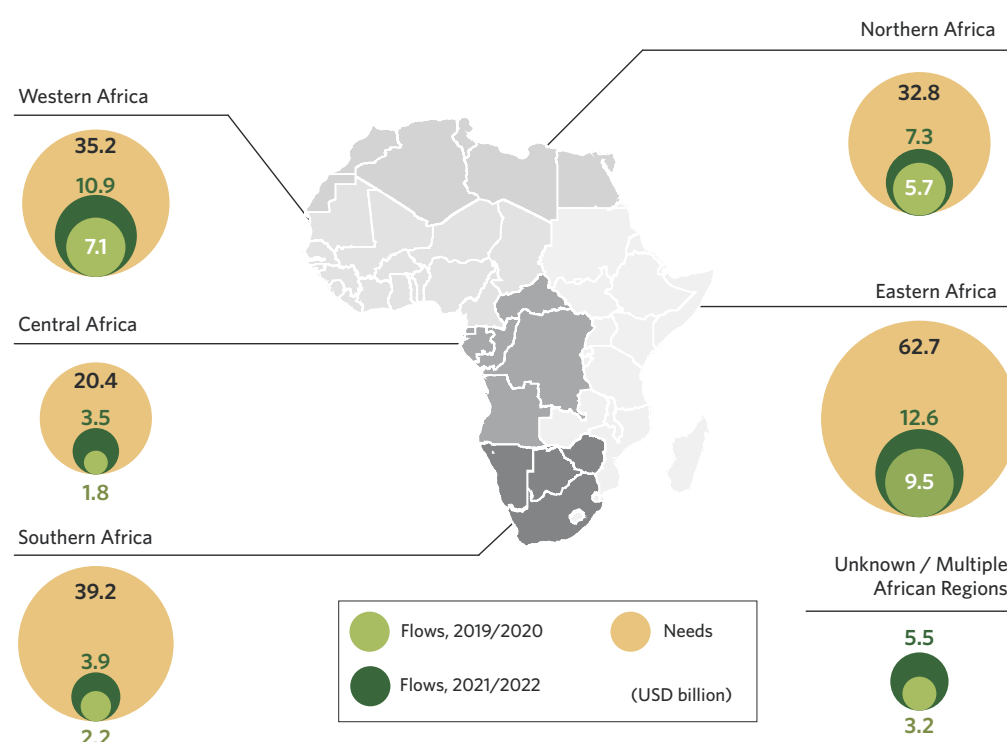 Northern Africa
32.8
7.3
5.7
Western Africa
35.2
10.9
7.1
Eastern Africa
62.7
12.6
9.5
Central Africa
20.4
3.5
1.8
Southern Africa
39.2
3.9
2.2
Unknown / Multiple
African Regions
5.5
3.2
Flows, 2019/2020
Needs
Flows, 2021/2022
(USD billion)